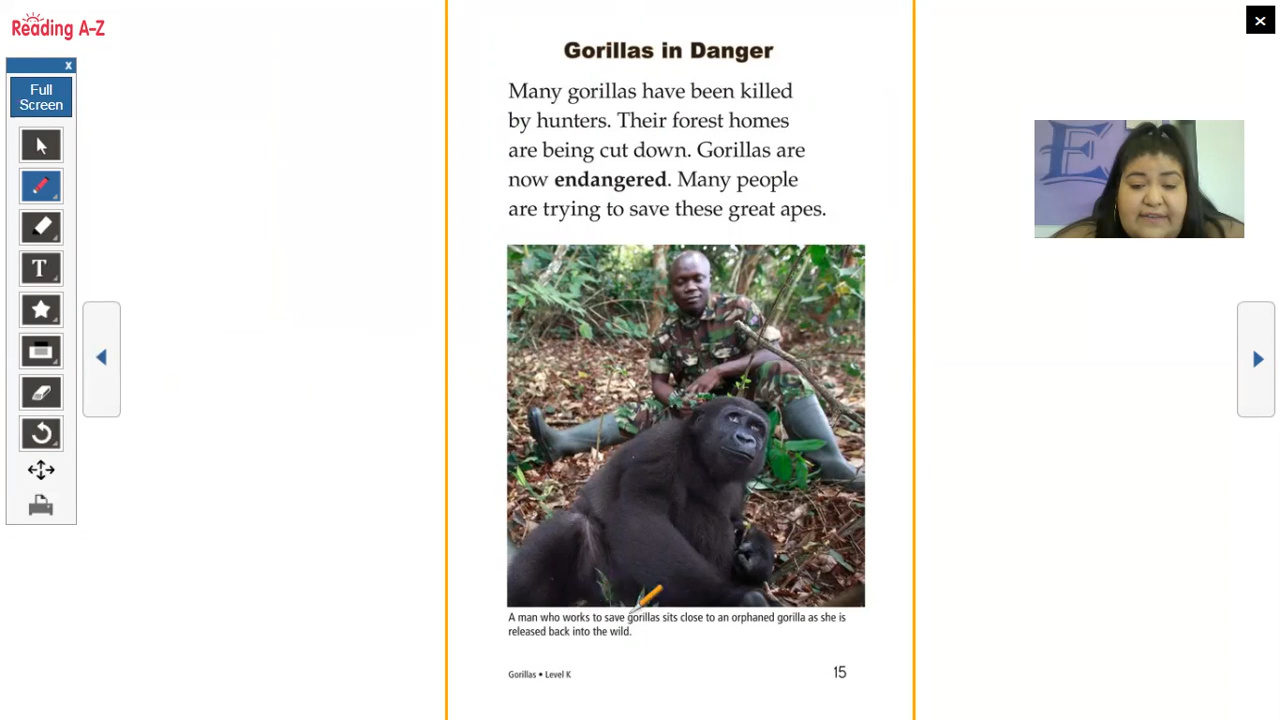 Reading A-Z
x
Full
Screen
T
Gorillas in Danger
Many gorillas have been killed
by hunters. Their forest homes
are being cut down. Gorillas are
now endangered. Many people
are trying to save these great apes.
A man who works to save gorillas sits close to an orphaned gorilla as she is
released back into the wild.
Gorillas • Level K
15
E
×